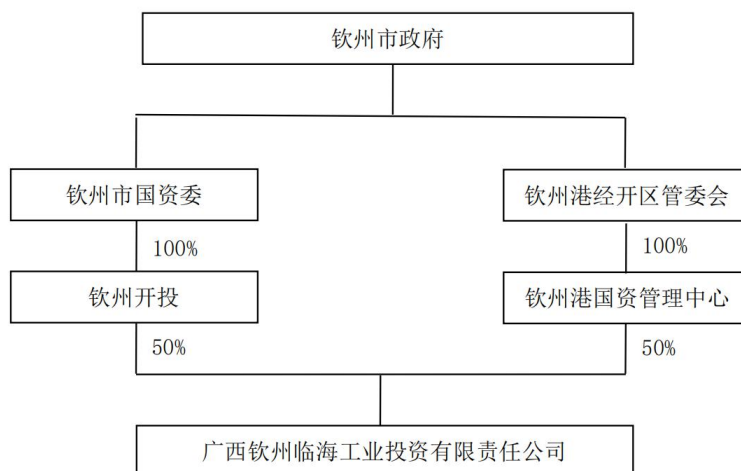 钦州市政府
钦州市国资委
钦州港经开区管委会
100%
100%
钦州开投
钦州港国资管理中心
50%
50%
广西钦州临海工业投资有限责任公司